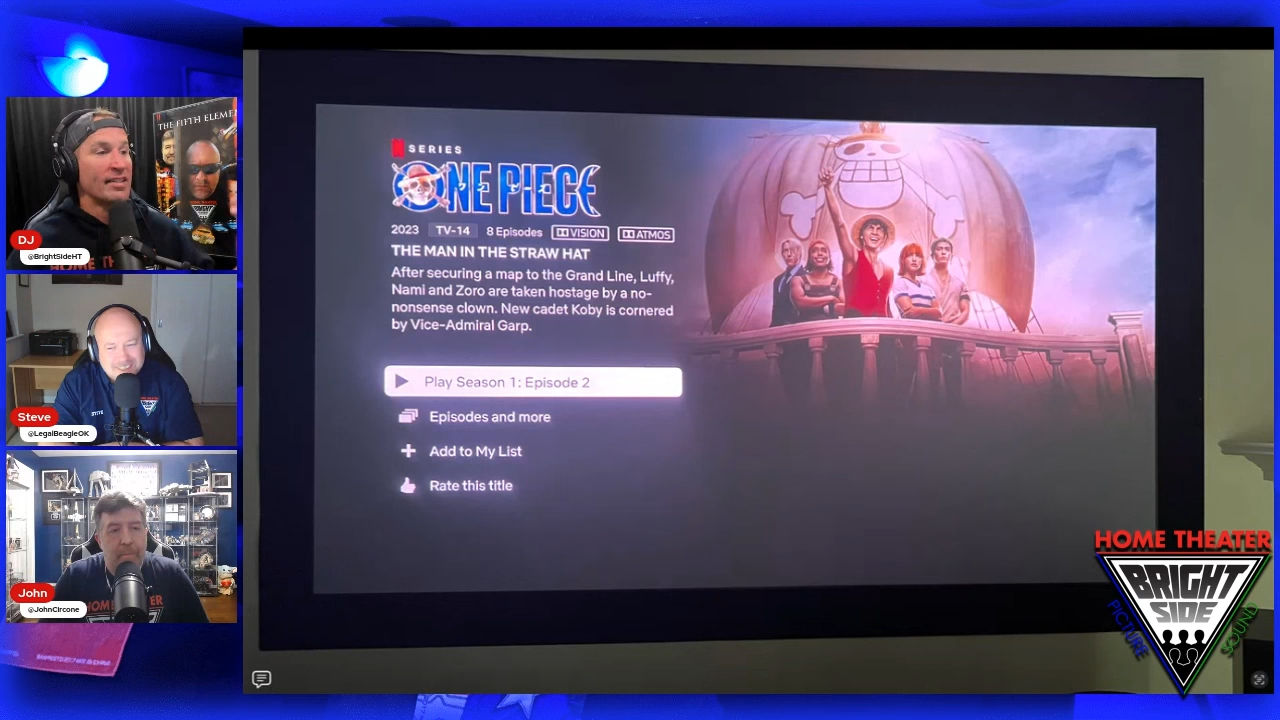 THE FIFTH ELEME
DJ
@BrightSideHT
Steve
@LegalBeagleOK
John
@JohnCircone
SERIES
ONE PIECE
2023 TV-14 8 Episodes VISION ATMOS
THE MAN IN THE STRAW HAT
After securing a map to the Grand Line, Luffy,
Nami and Zoro are taken hostage by a no-
nonsense clown. New cadet Koby is cornered
by Vice-Admiral Garp.
Play Season 1: Episode 2
Episodes and more
Add to My List
Rate this title
HOME THEATER
BRIGHT
SIDE
PICTURE
SOUND